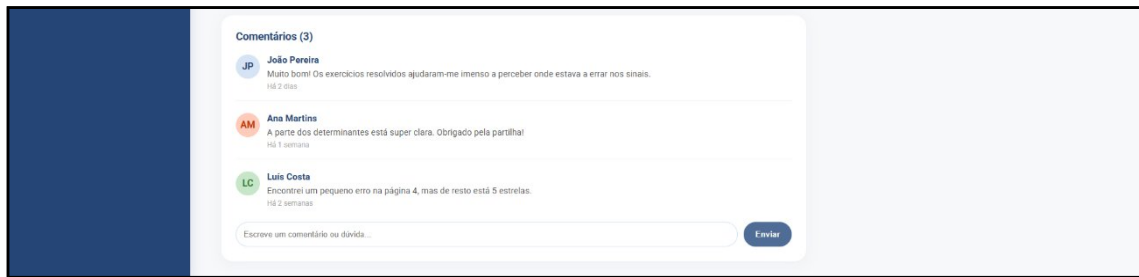 Comentários (3)
JP
João Pereira
Muito bom! Os exercícios resolvidos ajudaram-me imenso a perceber onde estava a errar nos sinais.
Há 2 dias
AM
Ana Martins
A parte dos determinantes está super clara. Obrigado pela partilha!
Há 1 semana
LC
Luís Costa
Encontrei um pequeno erro na página 4, mas de resto está 5 estrelas.
Há 2 semanas
Escreve um comentário ou dúvida...
Enviar